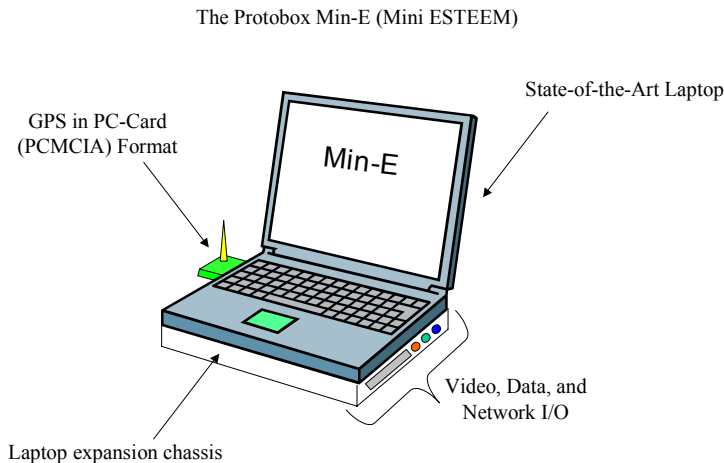 The Protobox Min-E (Mini ESTEEM)
State-of-the-Art Laptop
GPS in PC-Card
(PCMCIA) Format
Min-E
Video, Data, and
Network I/O
Laptop expansion chassis